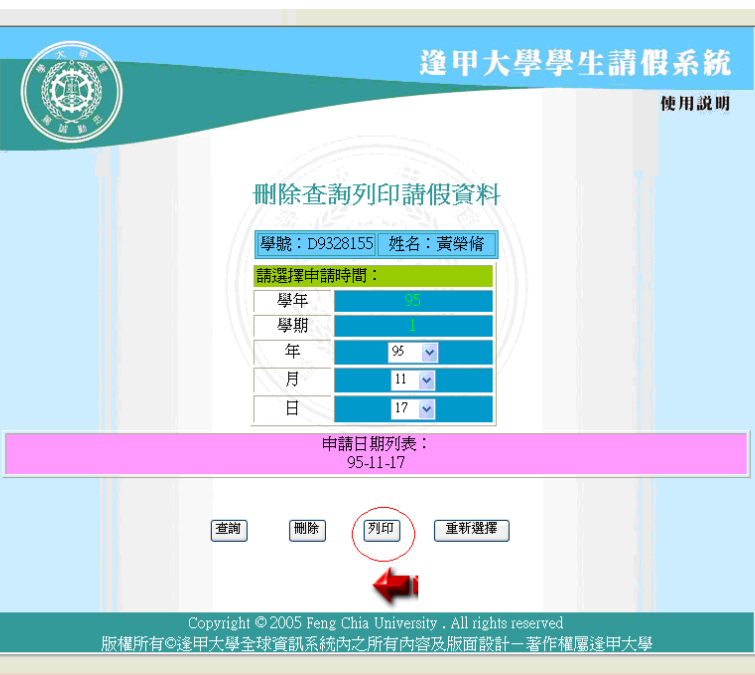 逢甲大學學生請假系統
使用説明
刪除查詢列印請假資料
學號：D9328155 姓名：黃榮脩
請選擇申請時間：
學年 95
學期 1
年 95
月 11
日 17
申請日期列表：
95-11-17
查詢 刪除 列印 重新選擇
Copyright © 2005 Feng Chia University . All rights reserved
版權所有©逢甲大學全球資訊系統內之所有內容及版面設計－著作權屬逢甲大學